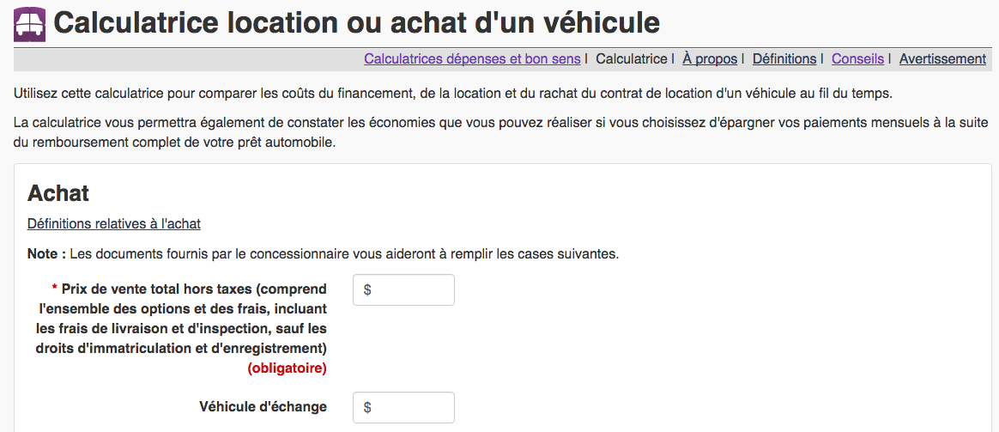 Calculatrice location ou achat d'un véhicule
Calculatrices dépenses et bon sens I Calculatrice I À propos I Définitions I Conseils I Avertissement
Utilisez cette calculatrice pour comparer les coûts du financement, de la location et du rachat du contrat de location d'un véhicule au fil du temps.
La calculatrice vous permettra également de constater les économies que vous pouvez réaliser si vous choisissez d'épargner vos paiements mensuels à la suite
du remboursement complet de votre prêt automobile.
Achat
Définitions relatives à l'achat
Note : Les documents fournis par le concessionnaire vous aideront à remplir les cases suivantes.
* Prix de vente total hors taxes (comprend $
l'ensemble des options et des frais, incluant
les frais de livraison et d'inspection, sauf les
droits d'immatriculation et d'enregistrement)
(obligatoire)
Véhicule d'échange $